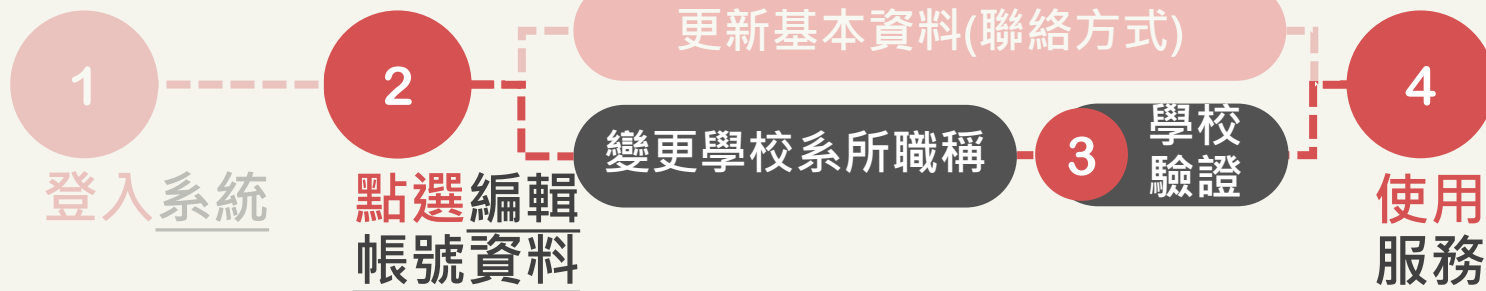 1
登入系統
2
點選編輯
帳號資料
更新基本資料(聯絡方式)
變更學校系所職稱
3
學校
驗證
4
使用
服務